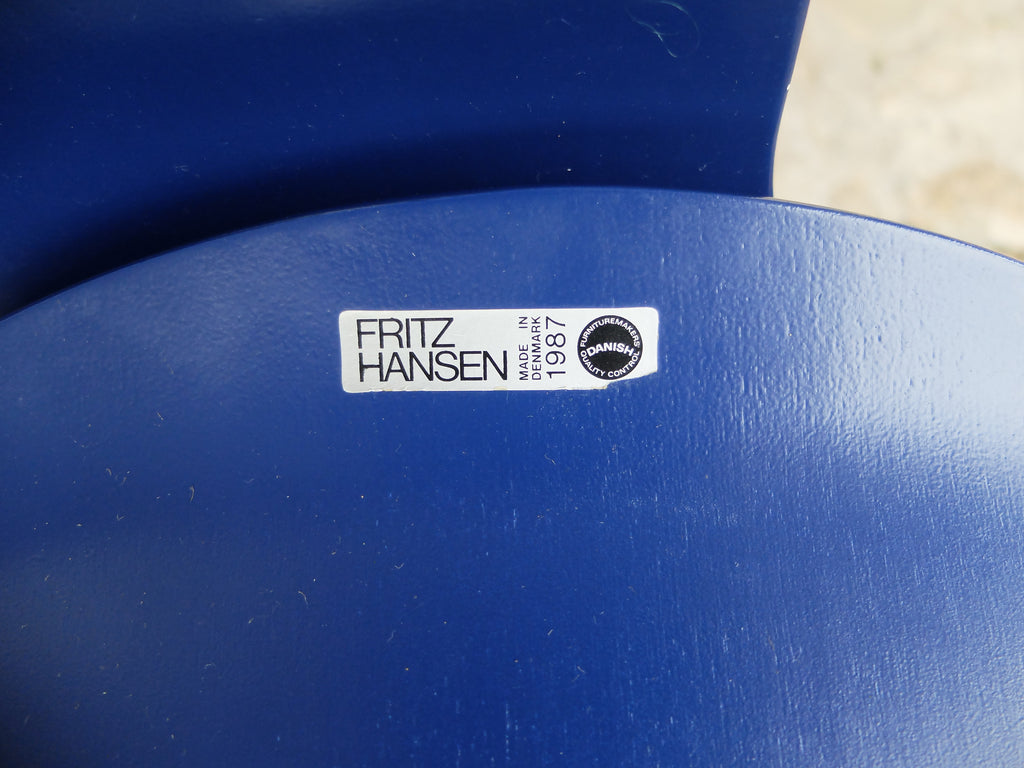 FRITZ
HANSEN
MADE IN
DENMARK
1987
FURNITUREMAKERS'
DANISH
QUALITY CONTROL